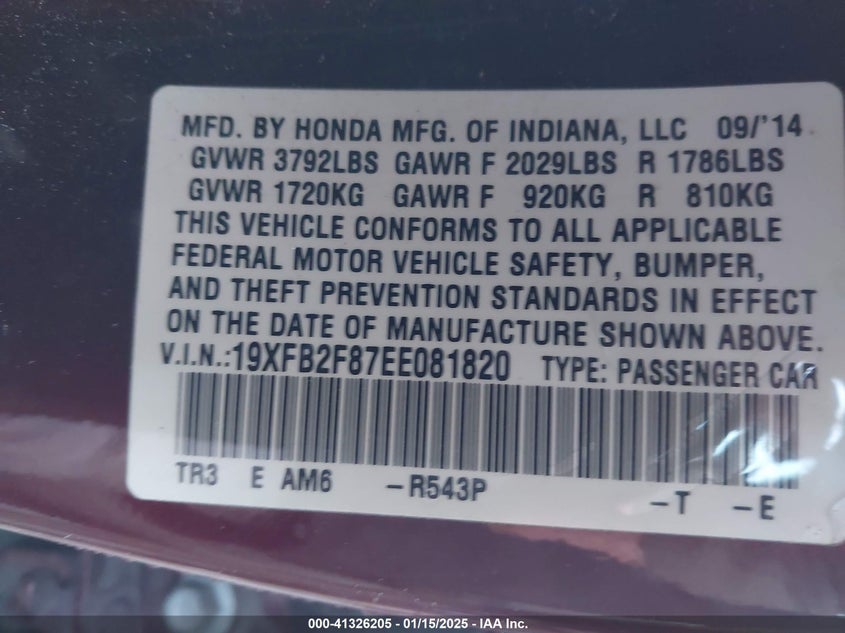 MFD. BY HONDA MFG. OF INDIANA, LLC 09/'14
GVWR 3792LBS GAWR F 2029LBS R 1786LBS
GVWR 1720KG GAWR F 920KG R 810KG
THIS VEHICLE CONFORMS TO ALL APPLICABLE
FEDERAL MOTOR VEHICLE SAFETY, BUMPER,
AND THEFT PREVENTION STANDARDS IN EFFECT
ON THE DATE OF MANUFACTURE SHOWN ABOVE.
V.I.N.:19XFB2F87EE081820 TYPE: PASSENGER CAR
TR3 E AM6 -R543P -T -E
000-41326205 - 01/15/2025 - IAA Inc.